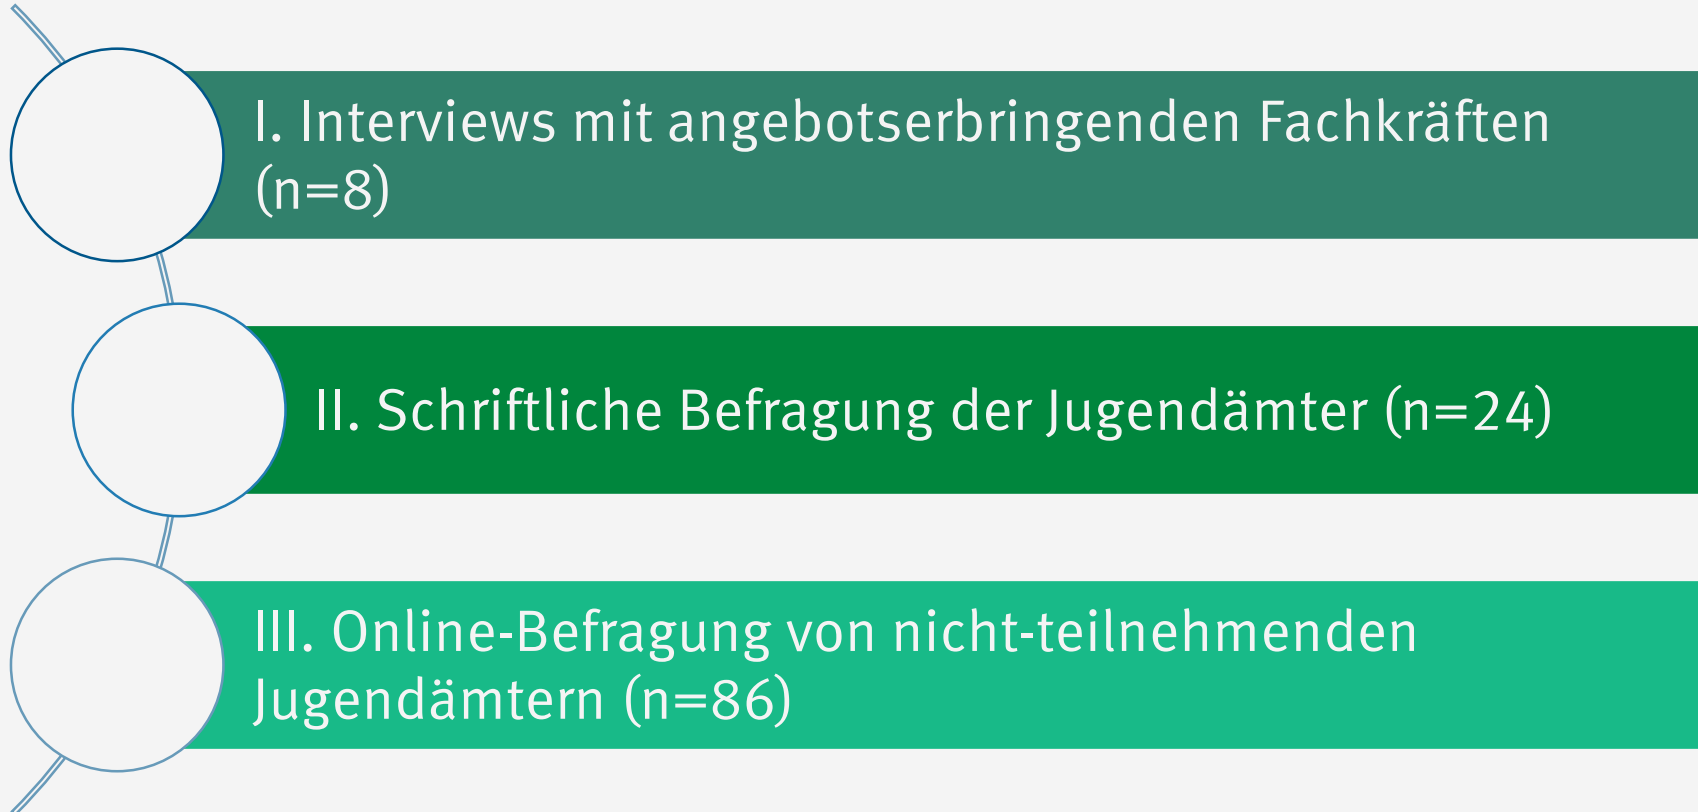 I. Interviews mit angebotserbringenden Fachkräften
(n=8)
II. Schriftliche Befragung der Jugendämter (n=24)
III. Online-Befragung von nicht-teilnehmenden
Jugendämtern (n=86)